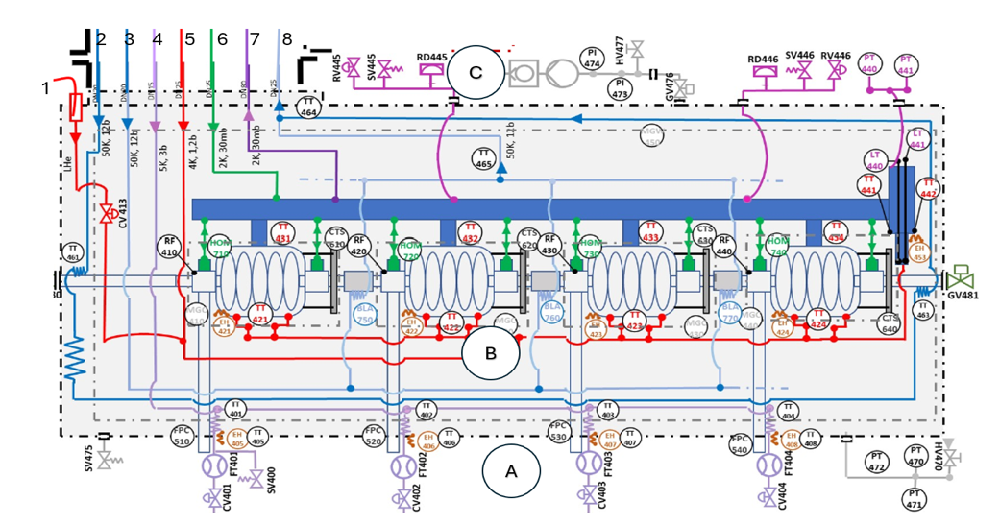 2 3 4 5 6 7 8
1
RV445
SV445
RD445
C
PI
474
HV477
PI
473
GV476
RD446
SV446
RV446
PT
440
PT
441
DN15
DN80
DN25
TT
464
50K, 12b
50K, 12b
5K, 3b
4K, 1,2b
2K, 30mb
2K, 30mb
50K, 12b
LHe
CV 413
TT
465
MGU
450
LT
440
LT
441
TT
441
TT
442
TT
461
RF
410
HOM
710
TT
431
CTS
610
RF
420
HOM
720
TT
432
CTS
620
RF
430
HOM
730
TT
433
CTS
630
RF
440
HOM
740
TT
434
EH
453
GV481
TT
463
EH
421
TT
421
BLA
750
EH
422
TT
422
BLA
760
EH
423
TT
423
BLA
770
EH
424
TT
424
CTS
640
B
TT
401
TT
402
TT
403
TT
404
FPC
510
EH
405
TT
405
FPC
520
EH
406
TT
406
FPC
530
EH
407
TT
407
FPC
540
EH
408
TT
408
SV475
FT401
SV400
CV401
FT402
CV402
A
FT403
CV403
FT404
CV404
PT
472
PT
470
PT
471
HV470